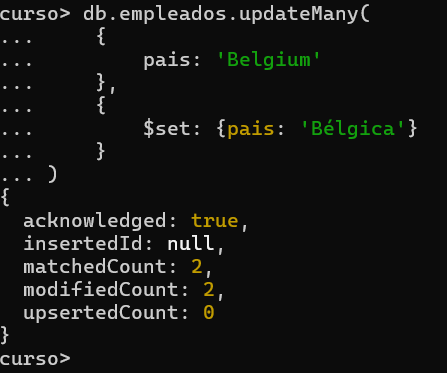 curso> db.empleados.updateMany(
...     {
...         pais: 'Belgium'
...     },
...     {
...         $set: {pais: 'Bélgica'}
...     }
... )
{
  acknowledged: true,
  insertedId: null,
  matchedCount: 2,
  modifiedCount: 2,
  upsertedCount: 0
}
curso>